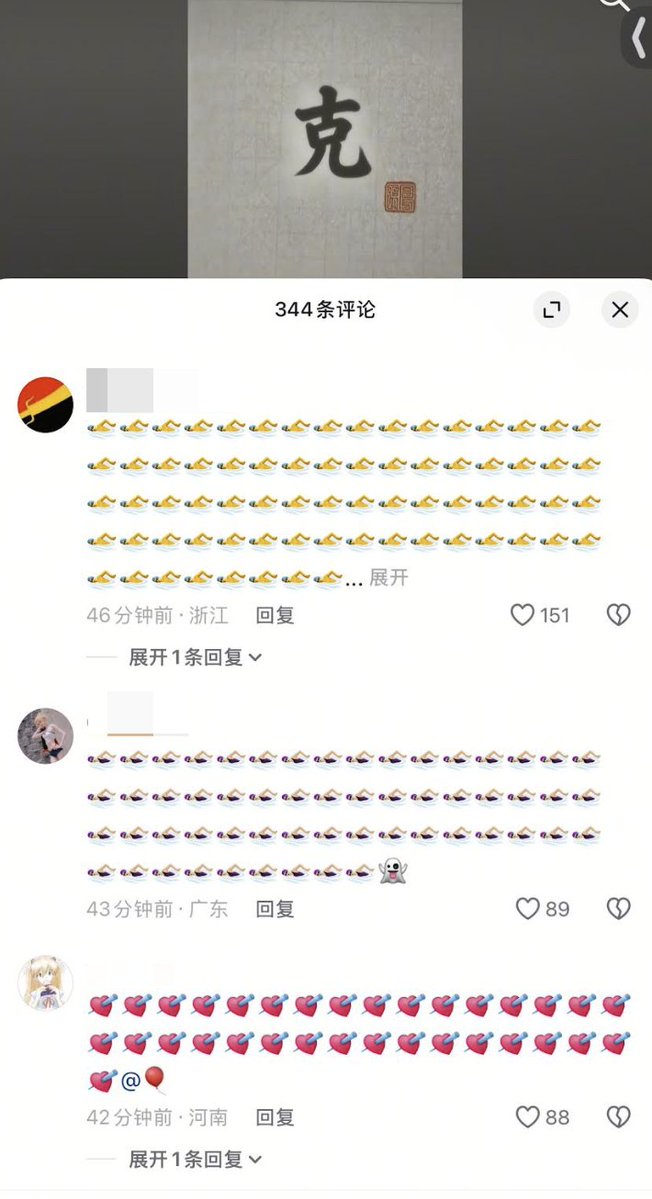 克
344条评论
... 展开
46分钟前·浙江 回复
151
展开1条回复
43分钟前·广东 回复
89
@
42分钟前·河南 回复
88
展开1条回复